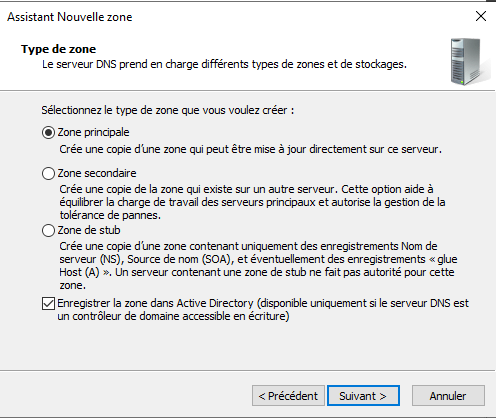 Assistant Nouvelle zone
Type de zone
Le serveur DNS prend en charge différents types de zones et de stockages.
Sélectionnez le type de zone que vous voulez créer :
Zone principale
Crée une copie d'une zone qui peut être mise à jour directement sur ce serveur.
Zone secondaire
Crée une copie de la zone qui existe sur un autre serveur. Cette option aide à
équilibrer la charge de travail des serveurs principaux et autorise la gestion de la
tolérance de pannes.
Zone de stub
Crée une copie d'une zone contenant uniquement des enregistrements Nom de
serveur (NS), Source de nom (SOA), et éventuellement des enregistrements « glue
Host (A) ». Un serveur contenant une zone de stub ne fait pas autorité pour cette
zone.
Enregistrer la zone dans Active Directory (disponible uniquement si le serveur DNS est
un contrôleur de domaine accessible en écriture)
< Précédent
Suivant >
Annuler